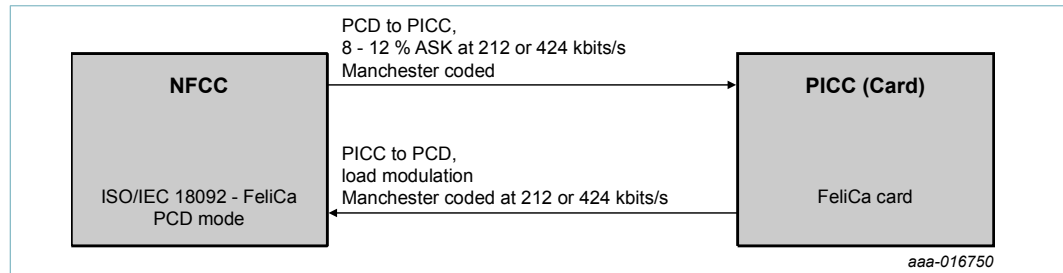 NFCC
ISO/IEC 18092 - FeliCa
PCD mode
PCD to PICC,
8 - 12 % ASK at 212 or 424 kbits/s
Manchester coded
PICC to PCD,
load modulation
Manchester coded at 212 or 424 kbits/s
PICC (Card)
FeliCa card
aaa-016750